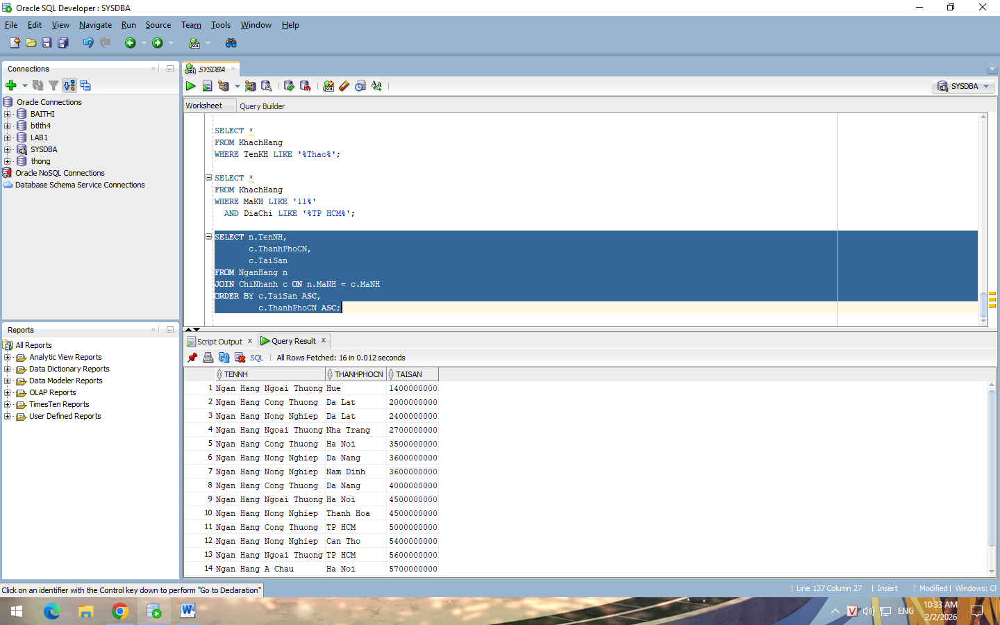 Oracle SQL Developer : SYSDBA
File Edit View Navigate Run Source Team Tools Window Help
Connections
Oracle Connections
BAITHI
btlth4
LAB1
SYSDBA
thong
Oracle NoSQL Connections
Database Schema Service Connections
Reports
All Reports
Analytic View Reports
Data Dictionary Reports
Data Modeler Reports
OLAP Reports
TimesTen Reports
User Defined Reports
SYSDBA
SYSDBA
Worksheet Query Builder
SELECT *
FROM KhachHang
WHERE TenKH LIKE '%Thao%';
SELECT *
FROM KhachHang
WHERE MaKH LIKE '11%'
AND DiaChi LIKE '%TP HCM%';
SELECT n.TenNH,
c.ThanhPhoCN,
c.TaiSan
FROM NganHang n
JOIN ChiNhanh c ON n.MaNH = c.MaNH
ORDER BY c.TaiSan ASC,
c.ThanhPhoCN ASC;
Script Output Query Result
SQL All Rows Fetched: 16 in 0.012 seconds
TENNH THANHPHOCN TAISAN
1 Ngan Hang Ngoai Thuong Hue 1400000000
2 Ngan Hang Cong Thuong Da Lat 2000000000
3 Ngan Hang Nong Nghiep Da Lat 2400000000
4 Ngan Hang Ngoai Thuong Nha Trang 2700000000
5 Ngan Hang Cong Thuong Ha Noi 3500000000
6 Ngan Hang Nong Nghiep Da Nang 3600000000
7 Ngan Hang Nong Nghiep Nam Dinh 3600000000
8 Ngan Hang Cong Thuong Da Nang 4000000000
9 Ngan Hang Ngoai Thuong Ha Noi 4500000000
10 Ngan Hang Nong Nghiep Thanh Hoa 4500000000
11 Ngan Hang Cong Thuong TP HCM 5000000000
12 Ngan Hang Nong Nghiep Can Tho 5400000000
13 Ngan Hang Ngoai Thuong TP HCM 5600000000
14 Ngan Hang A Chau Ha Noi 5700000000
Click on an identifier with the Control key down to perform "Go to Declaration"
Line 137 Column 27 Insert Modified Windows: CF
ENG
10:33 AM
2/2/2026